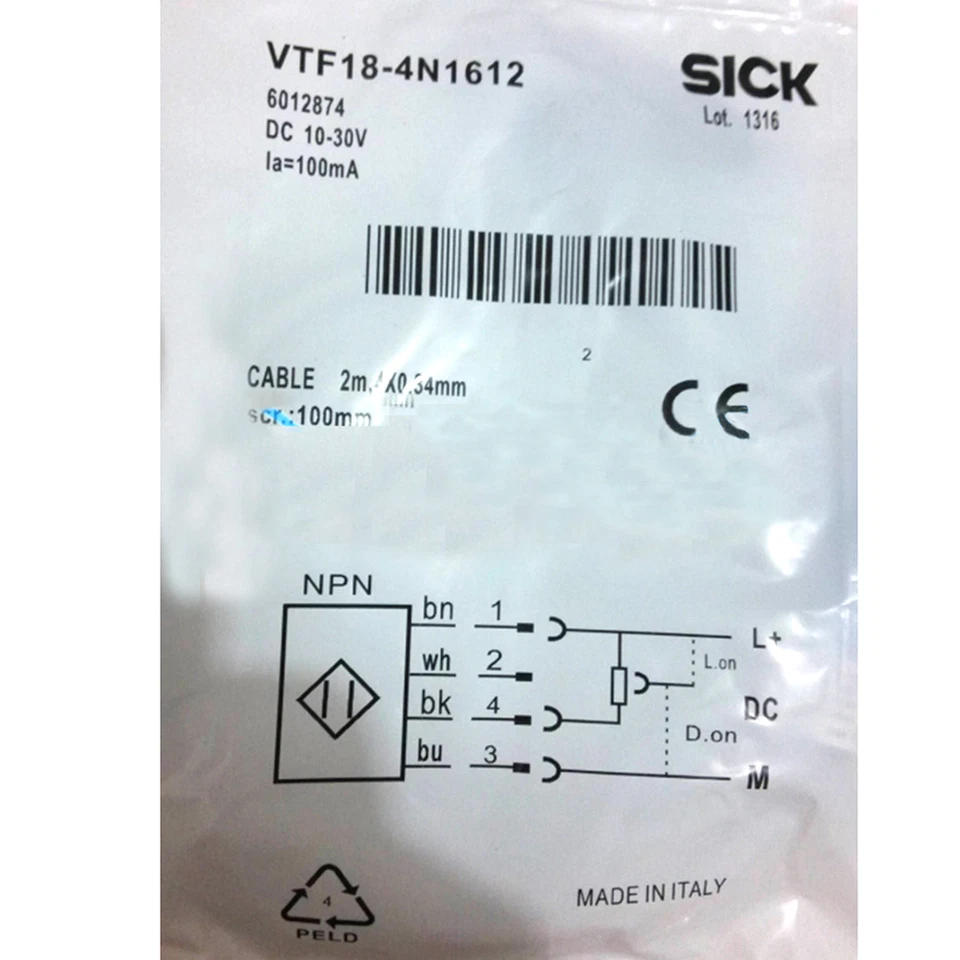 VTF18-4N1612
SICK
6012874
Lot. 1316
DC 10-30V
Ia=100mA
2
CABLE 2m,
:100mm
CE
NPN
bn 1
L+
wh 2
L.on
bk 4
DC
D.on
bu 3
M
4
PELD
MADE IN ITALY